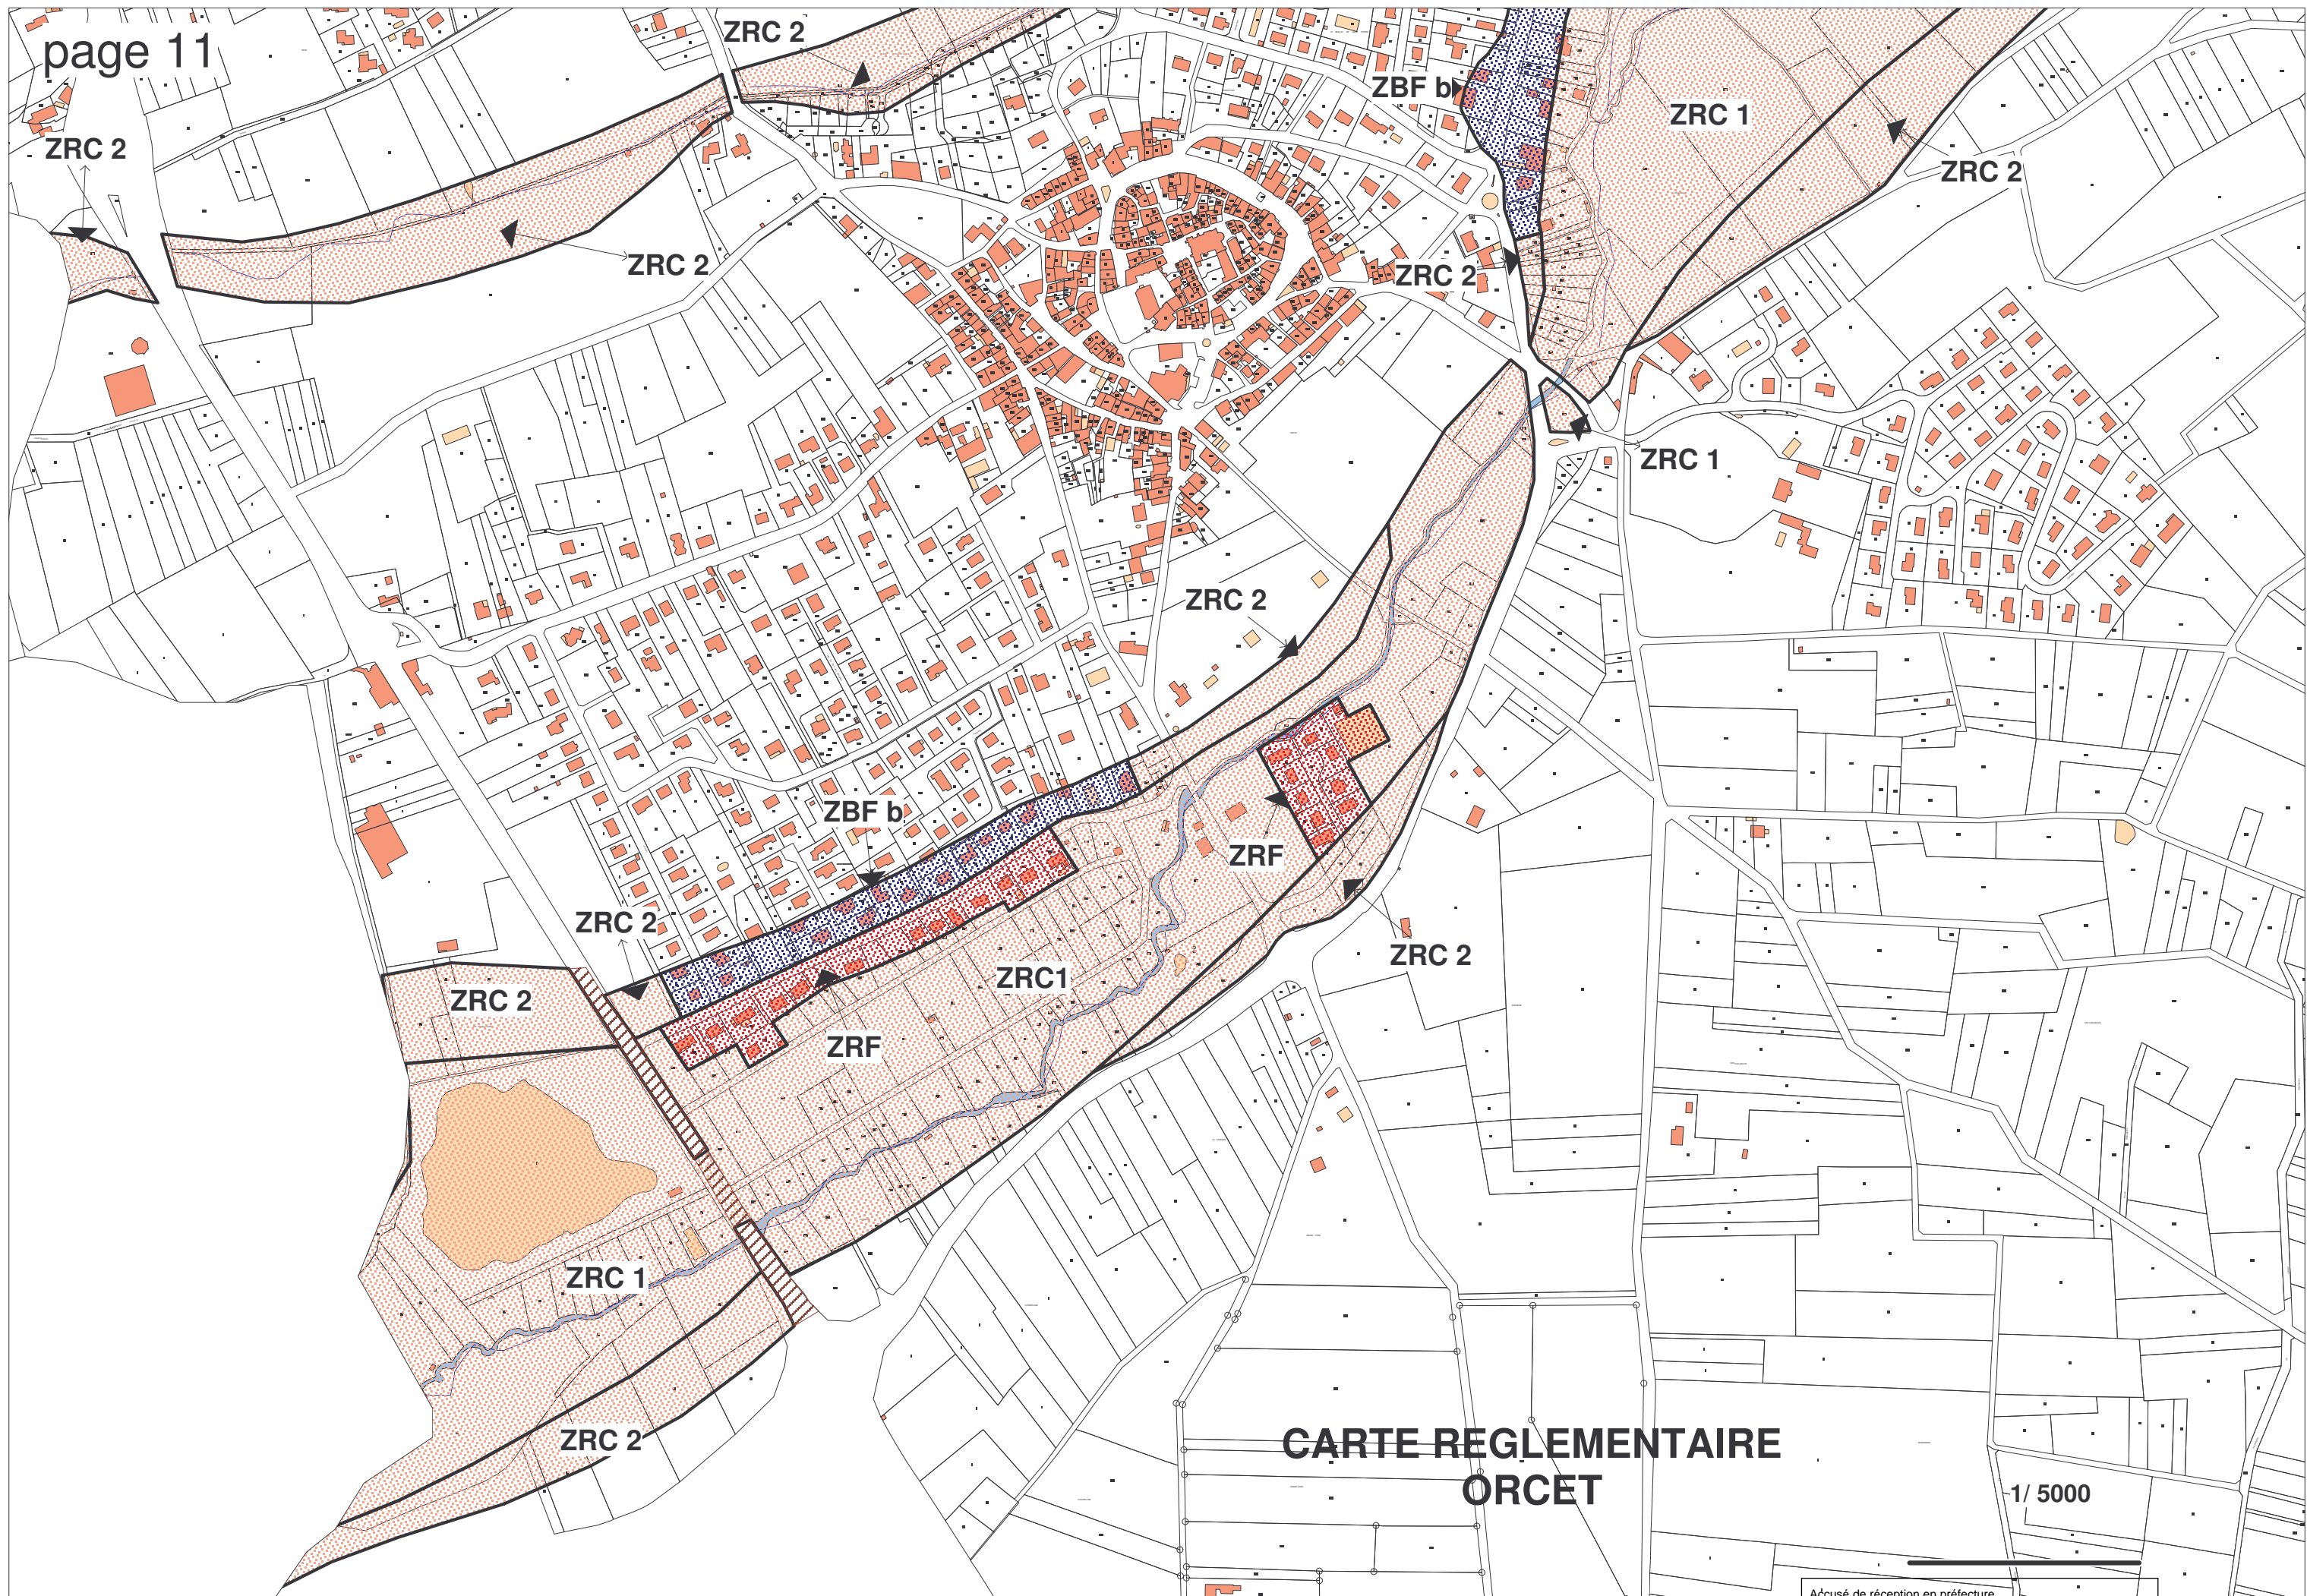 page 11
ZRC 2
ZRC 2
ZBF b
ZRC 1
ZRC 2
ZRC 2
ZRC 2
ZRC 1
ZRC 2
ZBF b
ZRF
ZRC 2
ZRC 2
ZRC 2
ZRC1
ZRF
ZRC 1
ZRC 2
CARTE REGLEMENTAIRE
ORCET
1/ 5000
Accusé de réception en préfecture